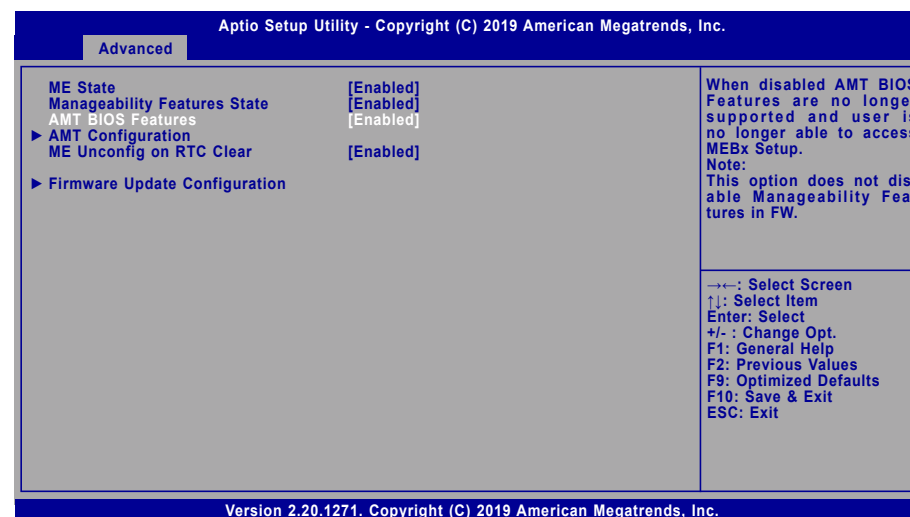 Aptio Setup Utility - Copyright (C) 2019 American Megatrends, Inc.
Advanced
ME State [Enabled]
Manageability Features State [Enabled]
AMT BIOS Features [Enabled]
► AMT Configuration
ME Unconfig on RTC Clear [Enabled]
► Firmware Update Configuration
When disabled AMT BIOS
Features are no longe
supported and user is
no longer able to acces
MEBx Setup.
Note:
This option does not dis
able Manageability Fea
tures in FW.
→←: Select Screen
↑↓: Select Item
Enter: Select
+/- : Change Opt.
F1: General Help
F2: Previous Values
F9: Optimized Defaults
F10: Save & Exit
ESC: Exit
Version 2.20.1271. Copyright (C) 2019 American Megatrends, Inc.